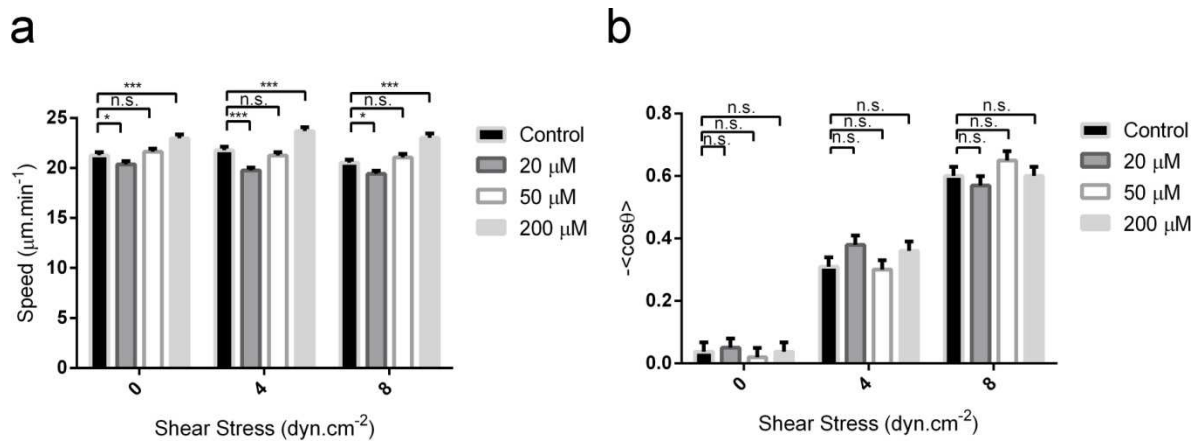 a
***
n.s.
*
***
n.s.
***
***
n.s.
*
25
20
15
10
5
0
Speed (μm.min-1)
0
4
8
Shear Stress (dyn.cm-2)
Control
20 μM
50 μM
200 μM
b
n.s.
n.s.
n.s.
n.s.
n.s.
n.s.
n.s.
n.s.
n.s.
-0.8
0.6
0.4
0.2
0.0
-<cosθ>
0
4
8
Shear Stress (dyn.cm-2)
Control
20 μM
50 μM
200 μM